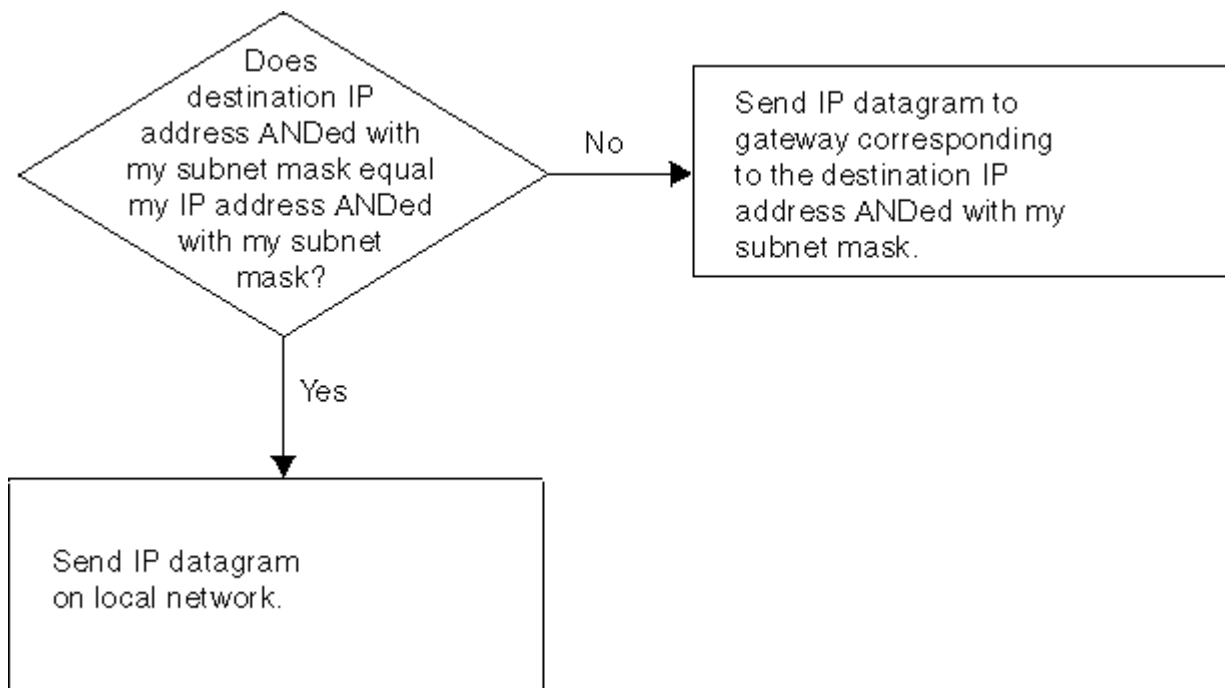 Does
destination IP
address ANDed with
my subnet mask equal
my IP address ANDed
with my subnet
mask?
No
Send IP datagram to
gateway corresponding
to the destination IP
address ANDed with my
subnet mask.
Yes
Send IP datagram
on local network.